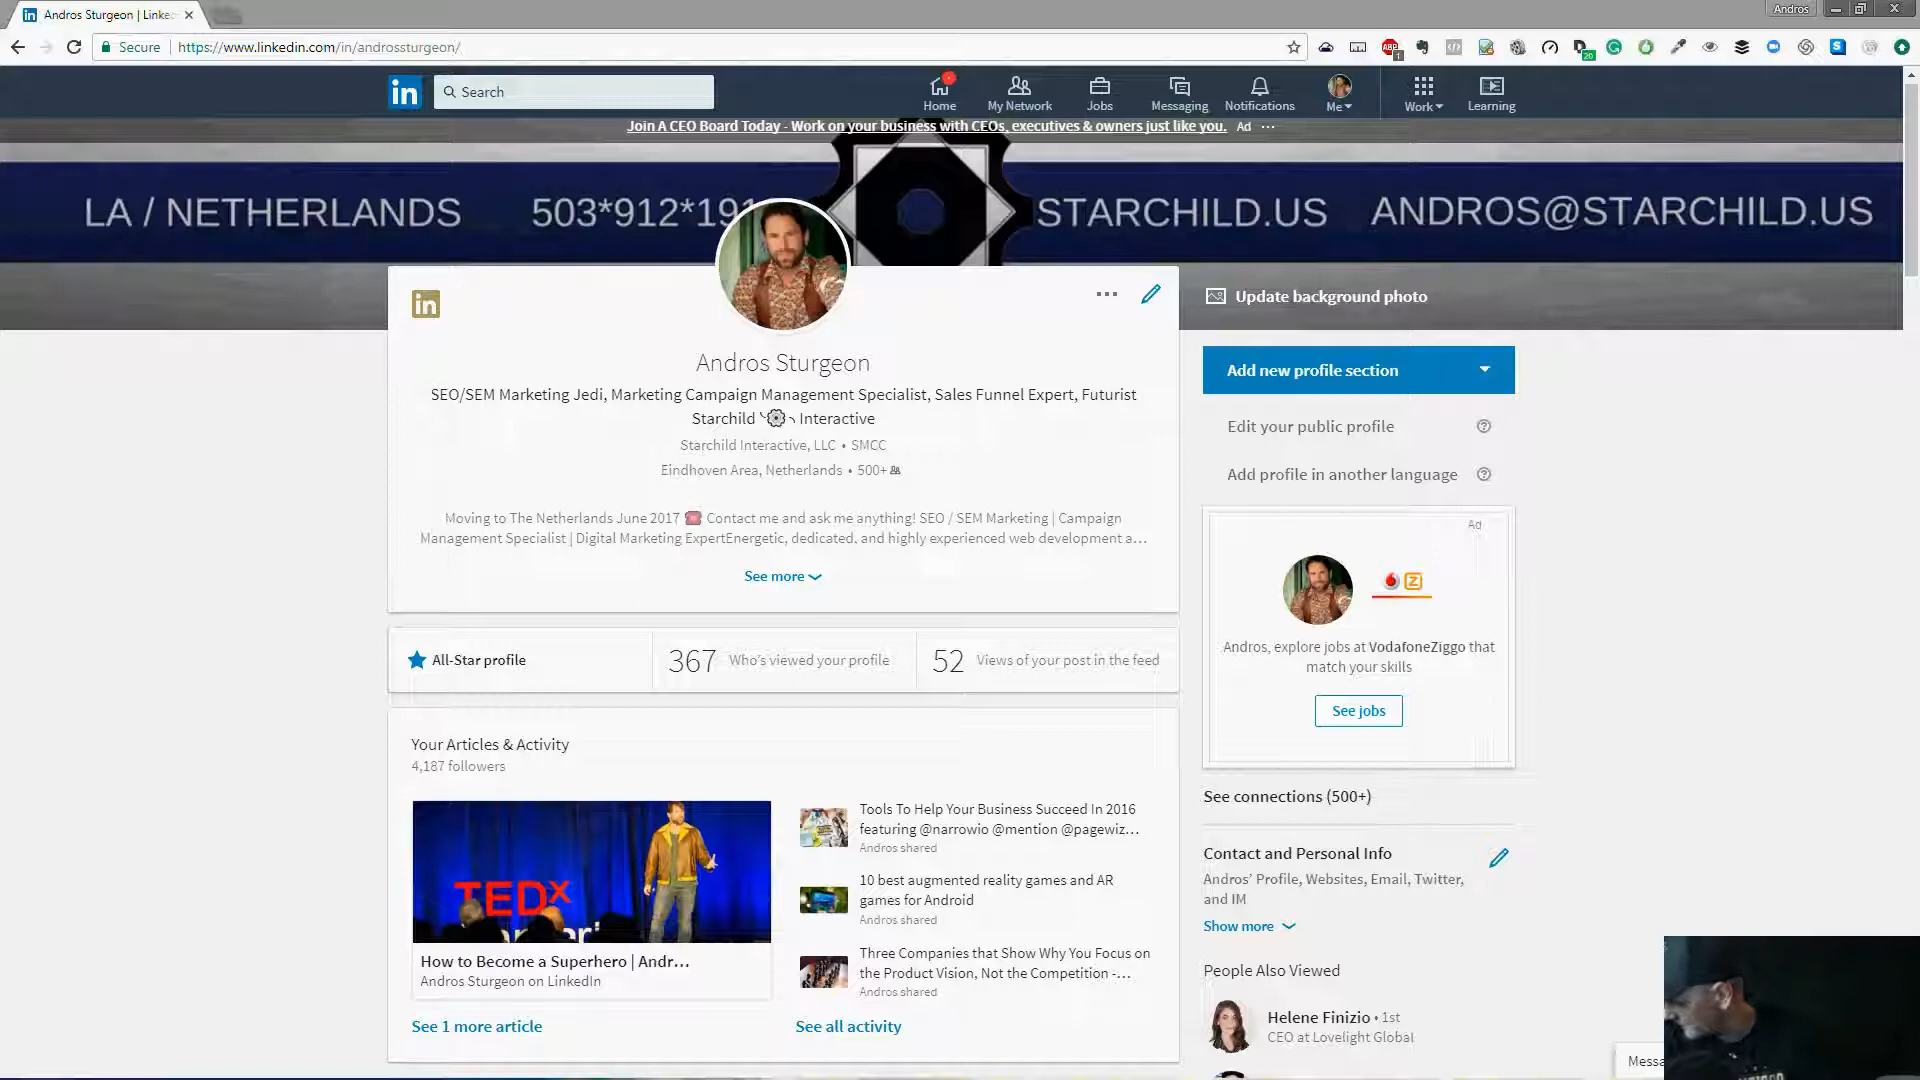 Andros Sturgeon | Linke
Andros
Secure
https://www.linkedin.com/in/androssturgeon/
ABP
1
20
in
Search
Home
My Network
Jobs
Messaging
Notifications
Me
Work
Learning
Join A CEO Board Today - Work on your business with CEOs, executives & owners just like you.
Ad ...
LA / NETHERLANDS
503*912*191
STARCHILD.US
ANDROS@STARCHILD.US
in
Update background photo
Andros Sturgeon
SEO/SEM Marketing Jedi, Marketing Campaign Management Specialist, Sales Funnel Expert, Futurist
Starchild Interactive
Starchild Interactive, LLC • SMCC
Eindhoven Area, Netherlands • 500+
Moving to The Netherlands June 2017 ☎️ Contact me and ask me anything! SEO / SEM Marketing | Campaign
Management Specialist | Digital Marketing ExpertEnergetic, dedicated, and highly experienced web development a...
See more
All-Star profile
367 Who's viewed your profile
52 Views of your post in the feed
Your Articles & Activity
4,187 followers
TEDx
How to Become a Superhero | Andr...
Andros Sturgeon on LinkedIn
See 1 more article
Tools To Help Your Business Succeed In 2016
featuring @narrowio @mention @pagewiz...
Andros shared
10 best augmented reality games and AR
games for Android
Andros shared
Three Companies that Show Why You Focus on
the Product Vision, Not the Competition -...
Andros shared
See all activity
Add new profile section
Edit your public profile
Add profile in another language
Ad
Andros, explore jobs at VodafoneZiggo that
match your skills
See jobs
See connections (500+)
Contact and Personal Info
Andros' Profile, Websites, Email, Twitter,
and IM
Show more
People Also Viewed
Helene Finizio • 1st
CEO at Lovelight Global
Messa